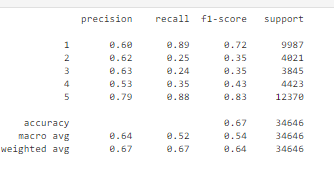 precision recall f1-score support
1 0.60 0.89 0.72 9987
2 0.62 0.25 0.35 4021
3 0.63 0.24 0.35 3845
4 0.53 0.35 0.43 4423
5 0.79 0.88 0.83 12370
accuracy 0.67 34646
macro avg 0.64 0.52 0.54 34646
weighted avg 0.67 0.67 0.64 34646